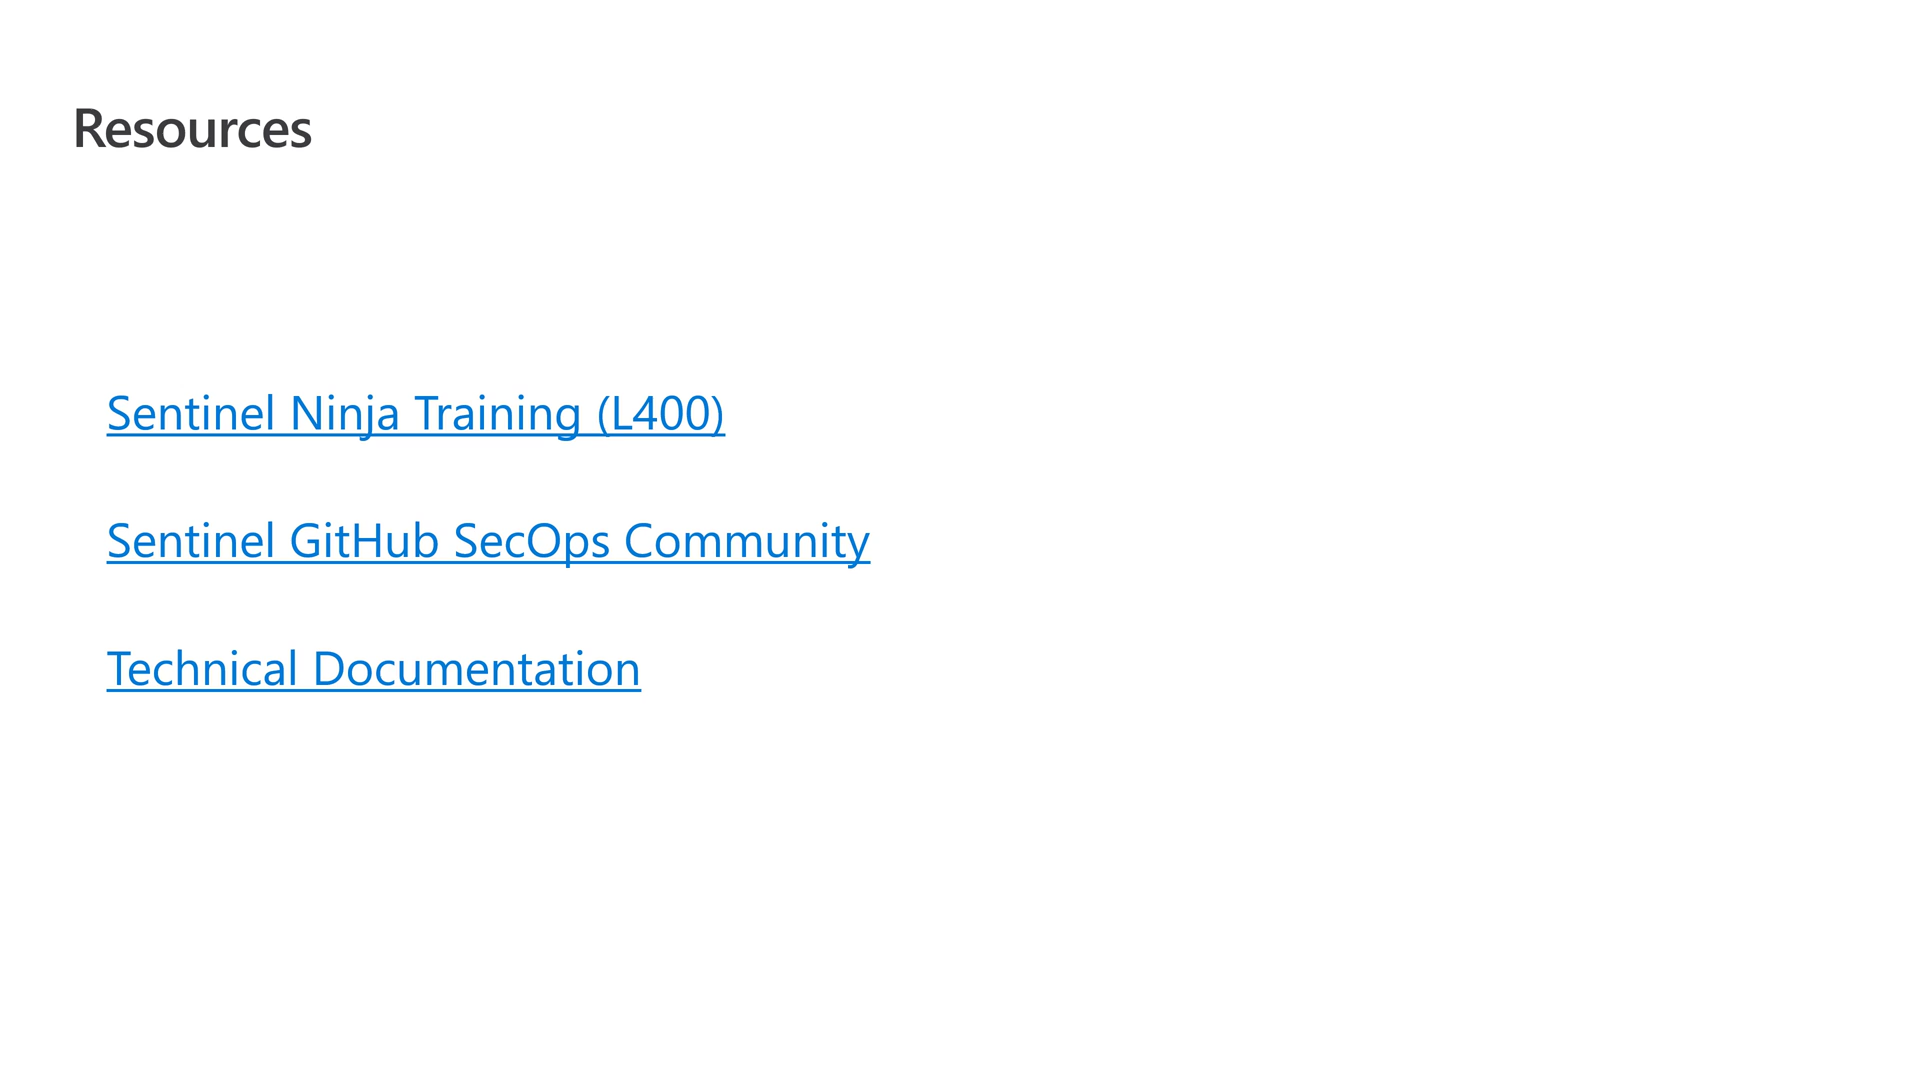 Resources
Sentinel Ninja Training (L400)
Sentinel GitHub SecOps Community
Technical Documentation